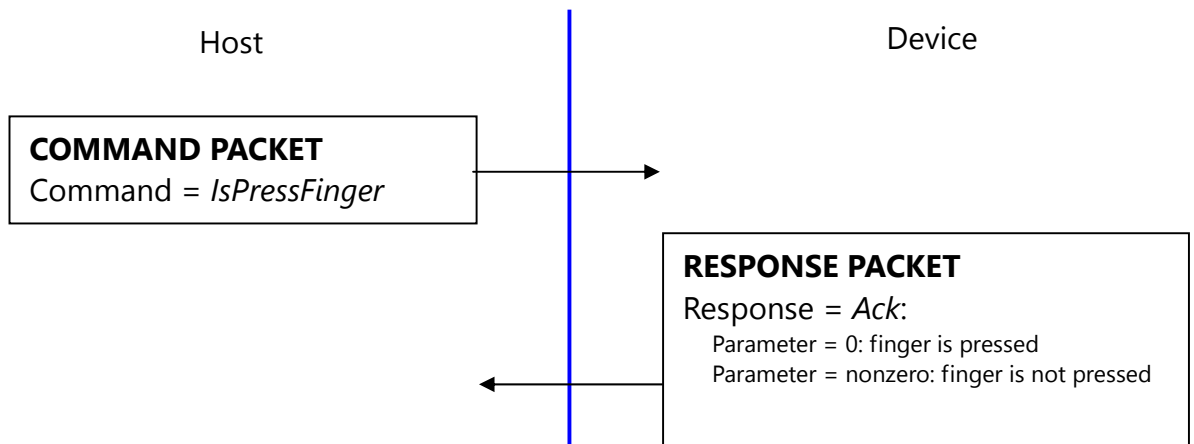 Host
Device
COMMAND PACKET
Command = IsPressFinger
RESPONSE PACKET
Response = Ack:
Parameter = 0: finger is pressed
Parameter = nonzero: finger is not pressed